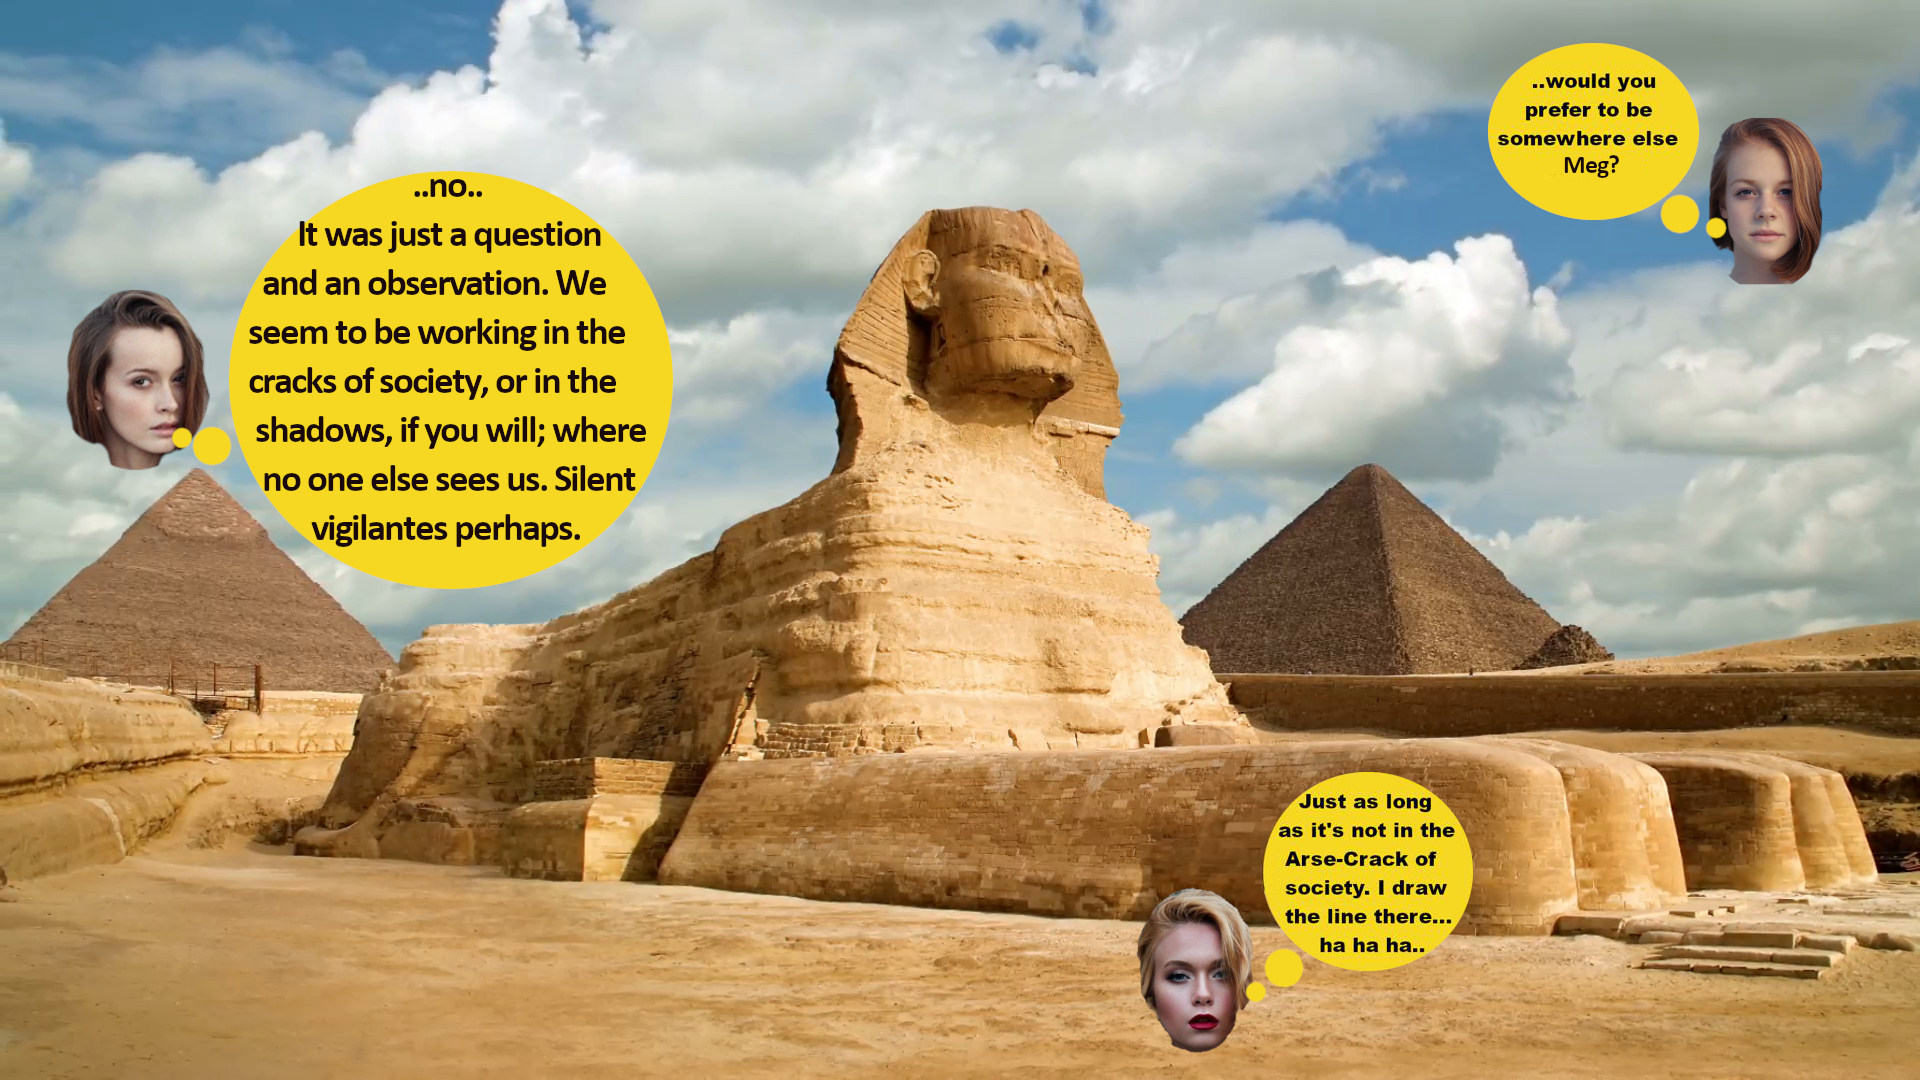 ..would you
prefer to be
somewhere else
Meg?
..no..
It was just a question
and an observation. We
seem to be working in the
cracks of society, or in the
shadows, if you will; where
no one else sees us. Silent
vigilantes perhaps.
Just as long
as it's not in the
Arse-Crack of
society. I draw
the line there...
ha ha ha..